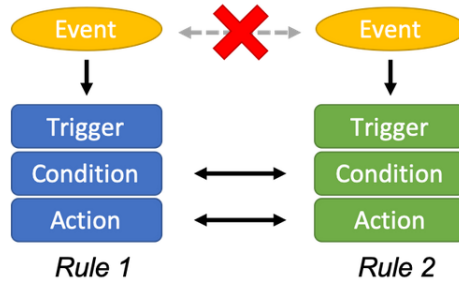 Event
Event
Trigger
Trigger
Condition
Condition
Action
Action
Rule 1
Rule 2